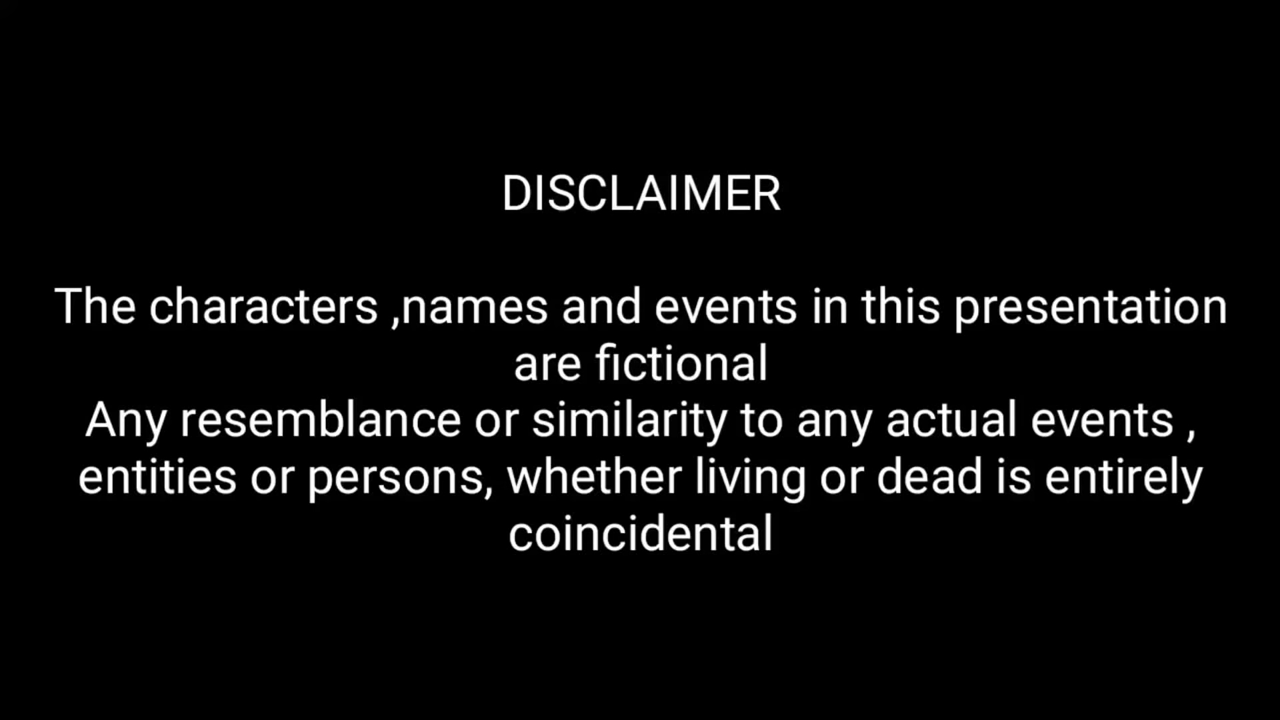 DISCLAIMER
The characters ,names and events in this presentation
are fictional
Any resemblance or similarity to any actual events ,
entities or persons, whether living or dead is entirely
coincidental